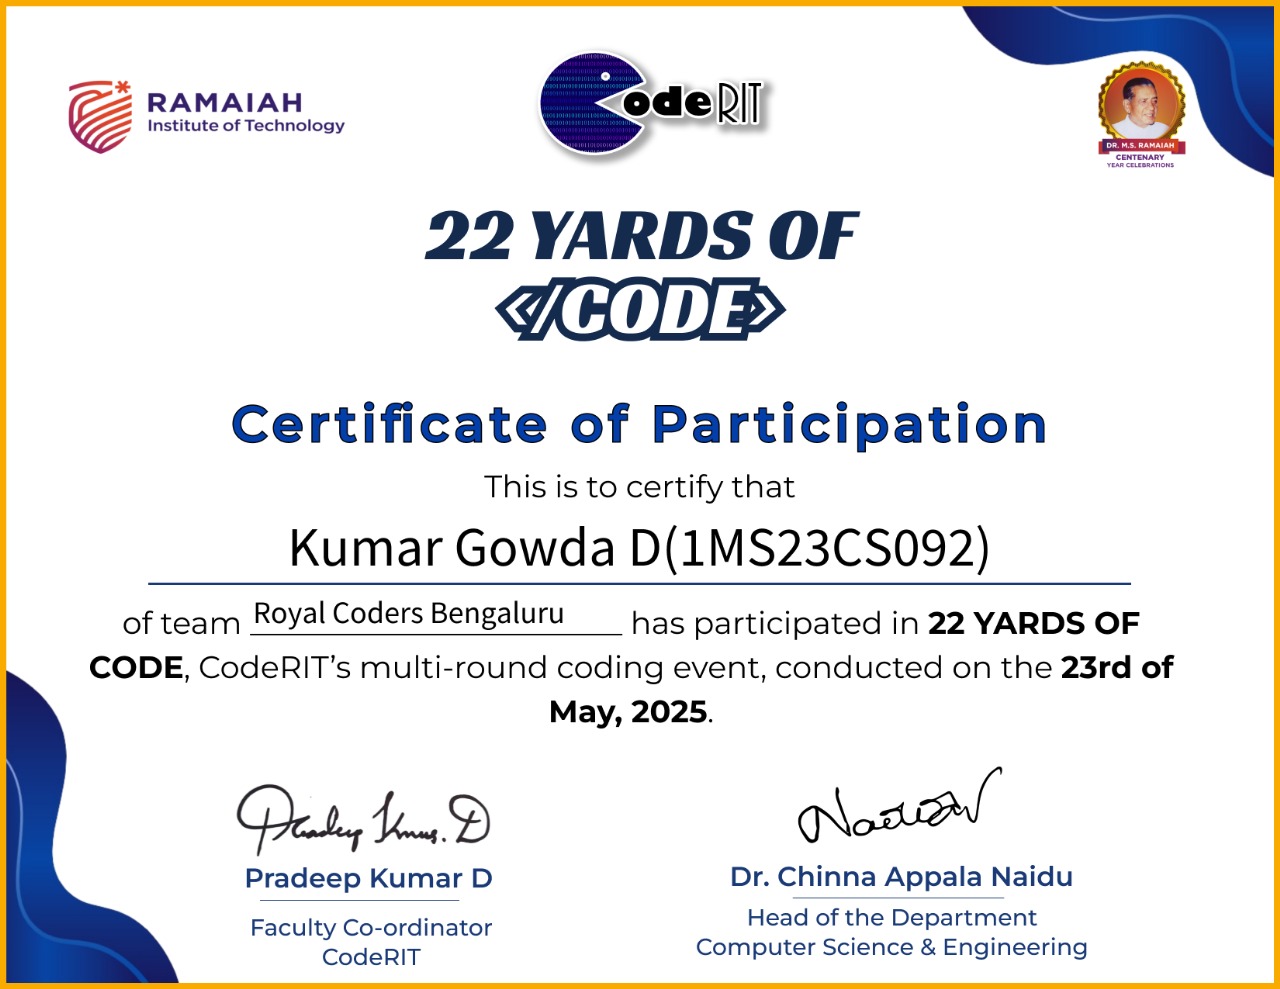 RAMAIAH
Institute of Technology
CodeRIT
DR. M.S. RAMAIAH
CENTENARY
YEAR CELEBRATIONS
22 YARDS OF
</CODE>
Certificate of Participation
This is to certify that
Kumar Gowda D(1MS23CS092)
of team Royal Coders Bengaluru has participated in 22 YARDS OF
CODE, CodeRIT’s multi-round coding event, conducted on the 23rd of
May, 2025.
Pradeep Kumar D
Pradeep Kumar D
Dr. Chinna Appala Naidu
Faculty Co-ordinator
CodeRIT
Head of the Department
Computer Science & Engineering